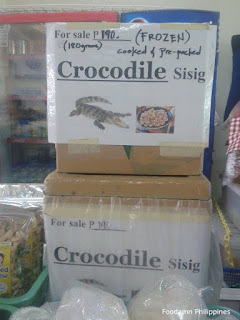 For sale P 190.- (FROZEN)
(180grams) cooked & Pre-packed
Crocodile Sisig
For sale P
Crocodile Sisig
Foodamn Philippines